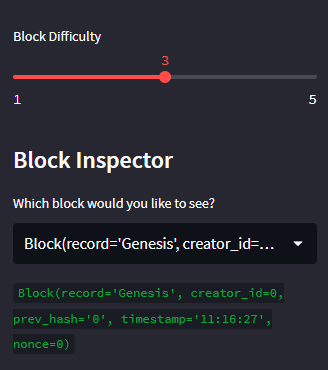 Block Difficulty
3
1 5
Block Inspector
Which block would you like to see?
Block(record='Genesis', creator_id=...
Block(record='Genesis', creator_id=0,
prev_hash='0', timestamp='11:16:27',
nonce=0)